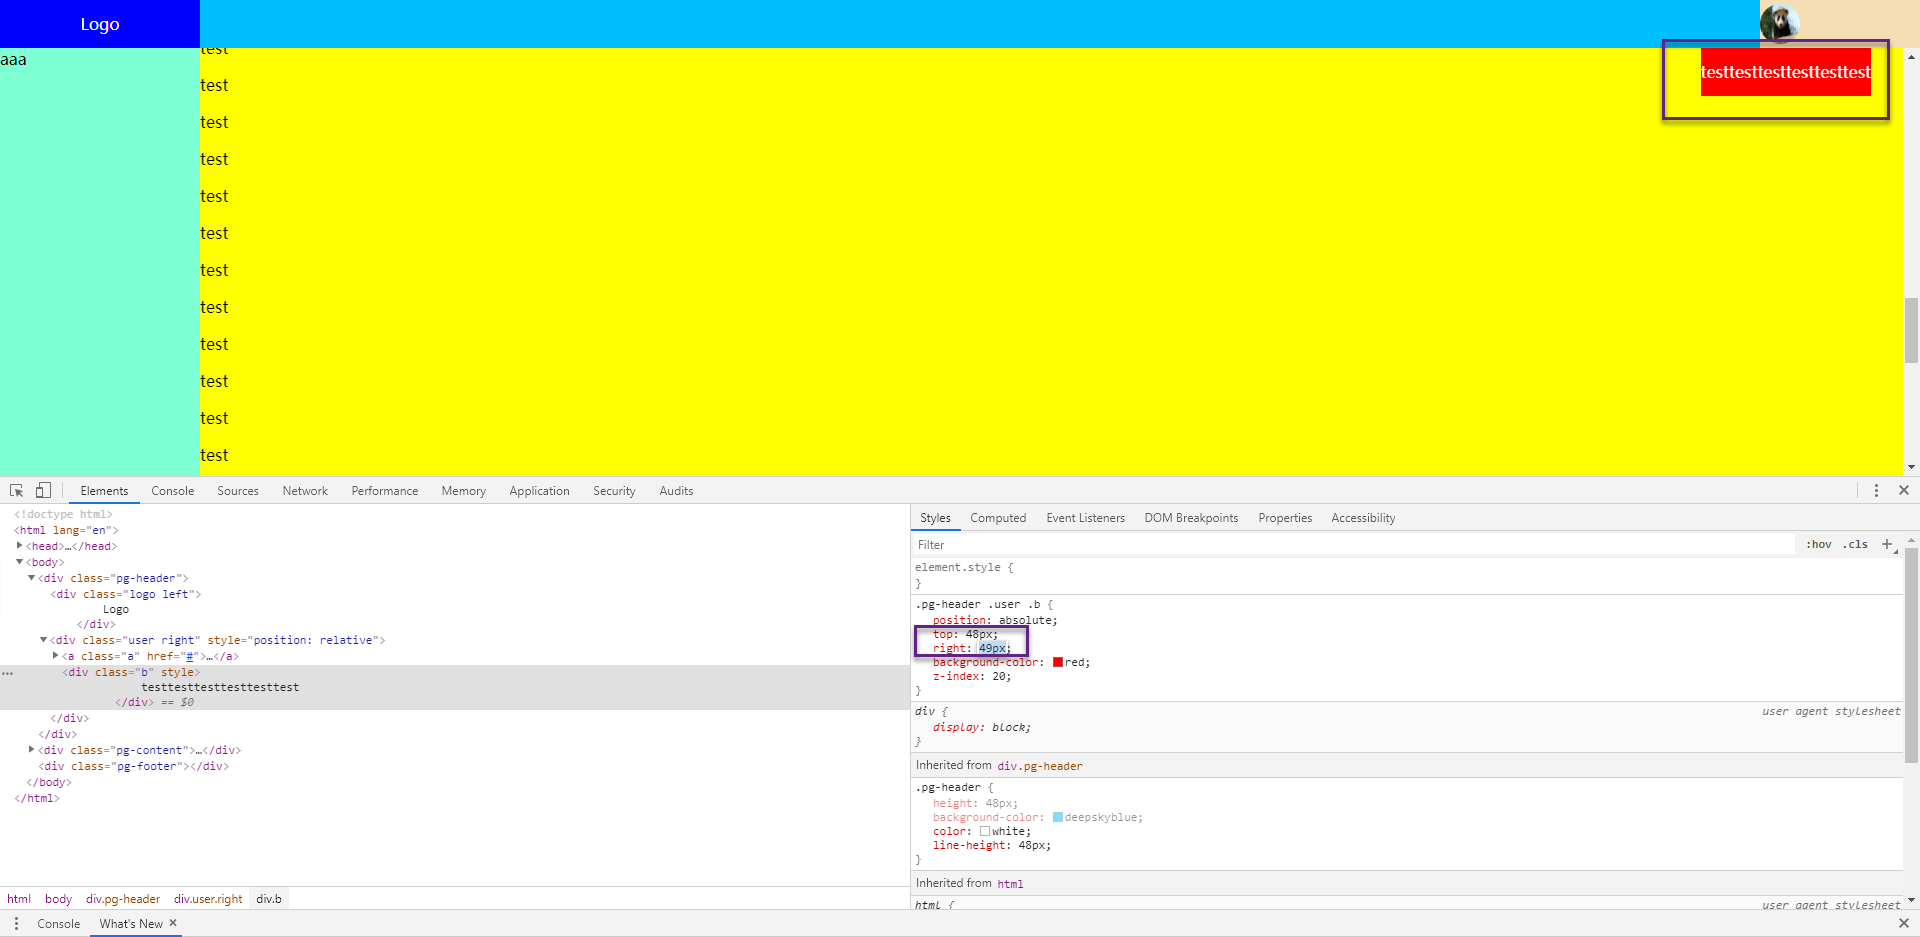 Logo
aaa
test
testtesttesttesttesttest
test
test
test
test
test
test
test
test
test
test
test
Elements Console Sources Network Performance Memory Application Security Audits
<!doctype html>
<html lang="en">
<head>…</head>
<body>
<div class="pg-header">
<div class="logo left">
Logo
</div>
<div class="user right" style="position: relative">
<a class="a" href="#">…</a>
<div class="b" style>
testtesttesttesttesttest
</div> == $0
</div>
</div>
<div class="pg-content">…</div>
<div class="pg-footer"></div>
</body>
</html>
html body div.pg-header div.user.right div.b
Styles Computed Event Listeners DOM Breakpoints Properties Accessibility
Filter :hov .cls +
element.style {
}
.pg-header .user .b {
position: absolute;
top: 48px;
right: 49px;
background-color: red;
z-index: 20;
}
div { user agent stylesheet
display: block;
}
Inherited from div.pg-header
.pg-header {
height: 48px;
background-color: deepskyblue;
color: white;
line-height: 48px;
}
Inherited from html
html { user agent stylesheet
Console What's New